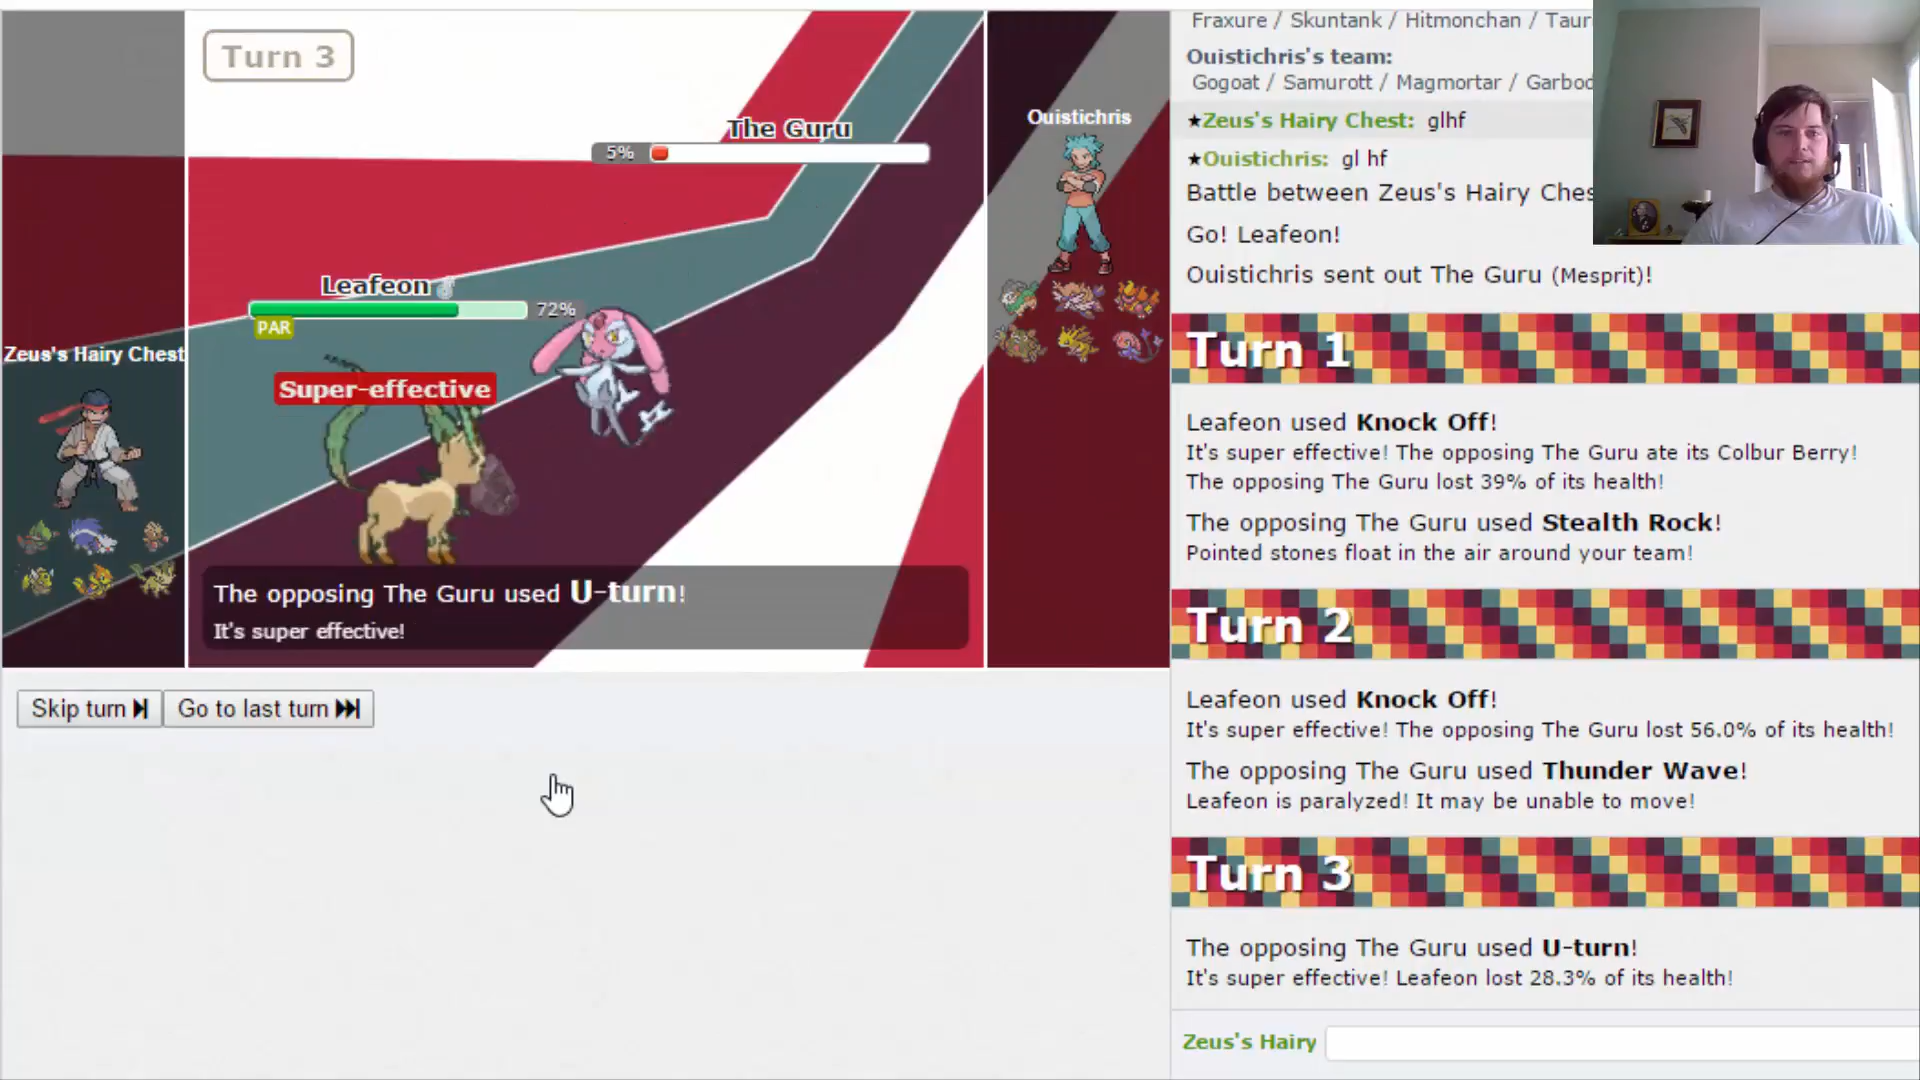 Turn 3
The Guru
5%
Leafeon
72%
PAR
Super-effective
Zeus's Hairy Chest
Ouistichris
The opposing The Guru used U-turn!
It's super effective!
Skip turn
Go to last turn
Fraxure / Skuntank / Hitmonchan / Taur
Ouistichris's team:
Gogoat / Samurott / Magmortar / Garbod
★Zeus's Hairy Chest: glhf
★Ouistichris: gl hf
Battle between Zeus's Hairy Ches
Go! Leafeon!
Ouistichris sent out The Guru (Mesprit)!
Turn 1
Leafeon used Knock Off!
It's super effective! The opposing The Guru ate its Colbur Berry!
The opposing The Guru lost 39% of its health!
The opposing The Guru used Stealth Rock!
Pointed stones float in the air around your team!
Turn 2
Leafeon used Knock Off!
It's super effective! The opposing The Guru lost 56.0% of its health!
The opposing The Guru used Thunder Wave!
Leafeon is paralyzed! It may be unable to move!
Turn 3
The opposing The Guru used U-turn!
It's super effective! Leafeon lost 28.3% of its health!
Zeus's Hairy